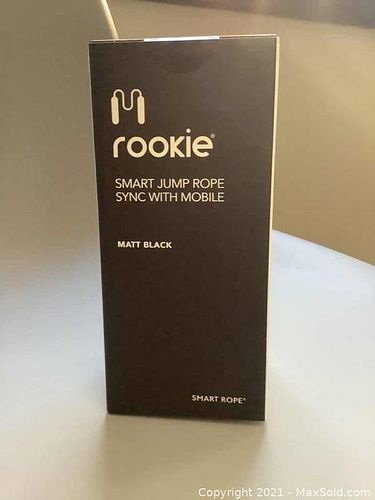 rookie®
SMART JUMP ROPE
SYNC WITH MOBILE
MATT BLACK
SMART ROPE®
Copyright 2021 - MaxSold.com